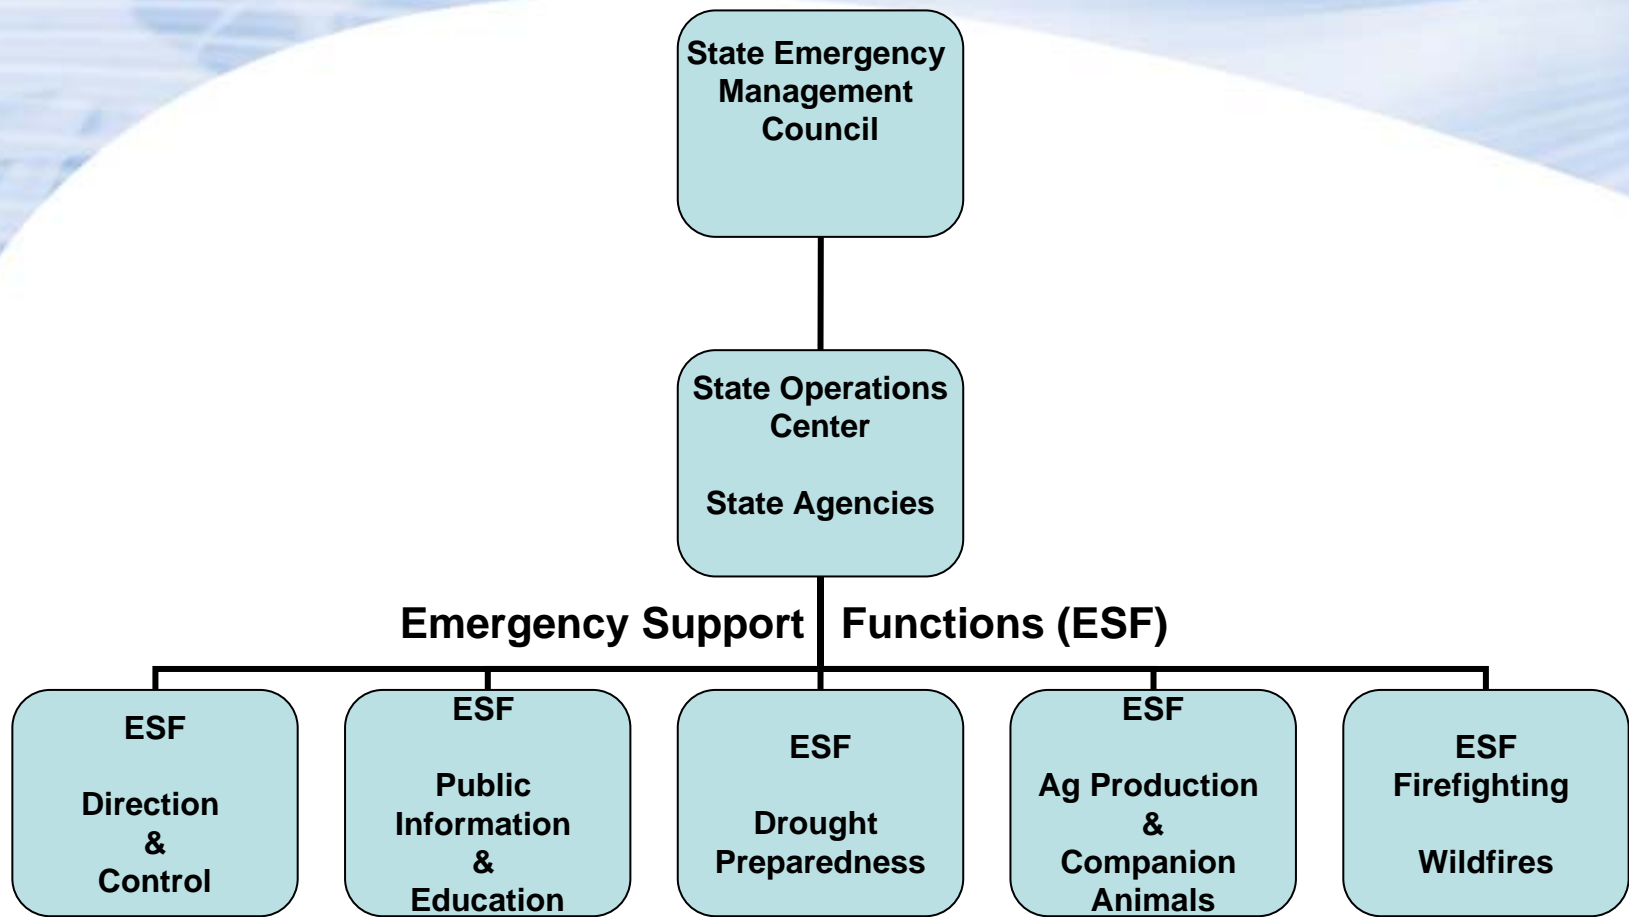 State Emergency
Management
Council
State Operations
Center
State Agencies
Emergency Support Functions (ESF)
ESF
Direction
&
Control
ESF
Public
Information
&
Education
ESF
Drought
Preparedness
ESF
Ag Production
&
Companion
Animals
ESF
Firefighting
Wildfires